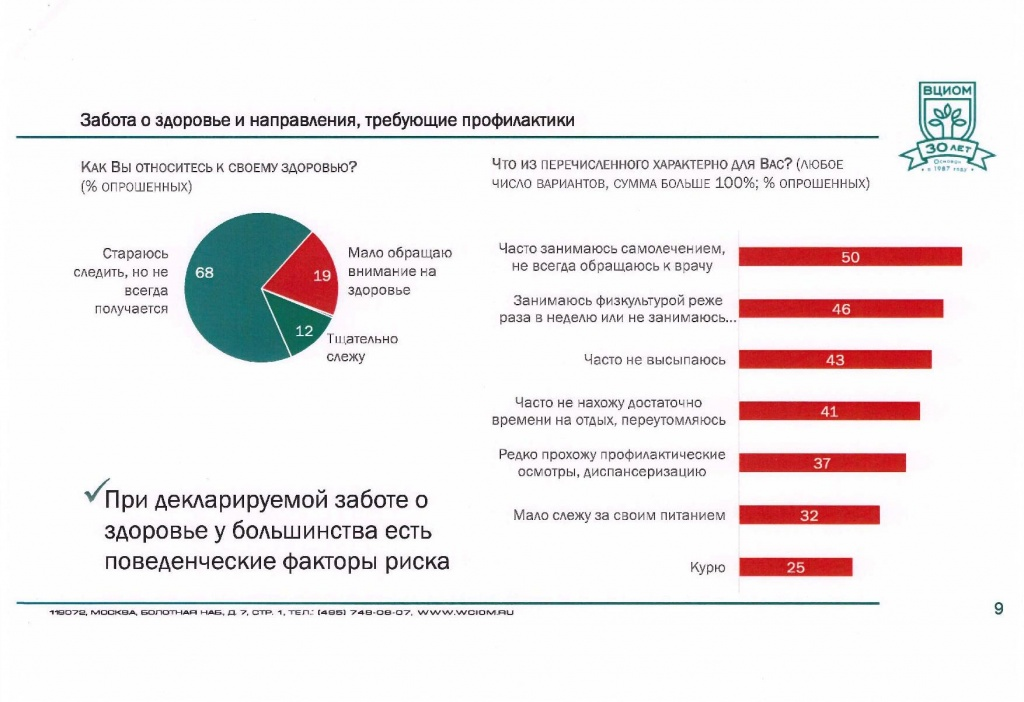 ВЦИОМ
30 ЛЕТ
Основан
в 1987 году
Забота о здоровье и направления, требующие профилактики
Как Вы относитесь к своему здоровью?
(% опрошенных)
Стараюсь
следить, но не
всегда
получается
68
19
Мало обращаю
внимание на
здоровье
12
Тщательно
слежу
Что из перечисленного характерно для Вас? (любое
число вариантов, сумма больше 100%; % опрошенных)
Часто занимаюсь самолечением,
не всегда обращаюсь к врачу
50
Занимаюсь физкультурой реже
раза в неделю или не занимаюсь...
46
Часто не высыпаюсь
43
Часто не нахожу достаточно
времени на отдых, переутомляюсь
41
Редко прохожу профилактические
осмотры, диспансеризацию
37
Мало слежу за своим питанием
32
Курю
25
При декларируемой заботе о
здоровье у большинства есть
поведенческие факторы риска
119072, МОСКВА, БОЛОТНАЯ НАБ, Д. 7, СТР. 1, ТЕЛ.: (495) 748-08-07, WWW.WCIOM.RU
9